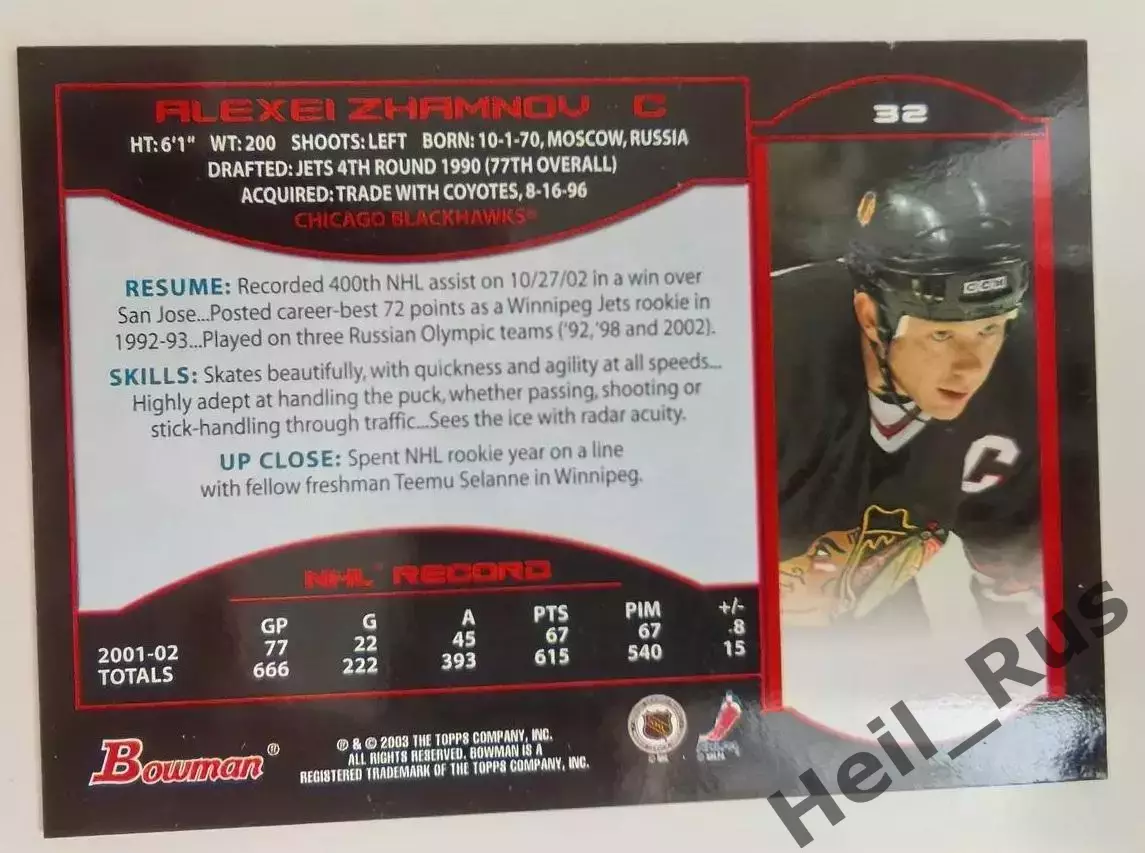 ALEXEI ZHAMNOV C
32
HT: 6'1" WT: 200 SHOOTS: LEFT BORN: 10-1-70, MOSCOW, RUSSIA
DRAFTED: JETS 4TH ROUND 1990 (77TH OVERALL)
ACQUIRED: TRADE WITH COYOTES, 8-16-96
CHICAGO BLACKHAWKS®
RESUME: Recorded 400th NHL assist on 10/27/02 in a win over
San Jose...Posted career-best 72 points as a Winnipeg Jets rookie in
1992-93...Played on three Russian Olympic teams ('92, '98 and 2002).
SKILLS: Skates beautifully, with quickness and agility at all speeds...
Highly adept at handling the puck, whether passing, shooting or
stick-handling through traffic...Sees the ice with radar acuity.
UP CLOSE: Spent NHL rookie year on a line
with fellow freshman Teemu Selanne in Winnipeg.
CCM
C
NHL RECORD
GP G A PTS PIM +/-
2001-02 77 22 45 67 67 8
TOTALS 666 222 393 615 540 15
Bowman®
® & © 2003 THE TOPPS COMPANY, INC.
ALL RIGHTS RESERVED. BOWMAN IS A
REGISTERED TRADEMARK OF THE TOPPS COMPANY, INC.
NHL
Heil_Rus